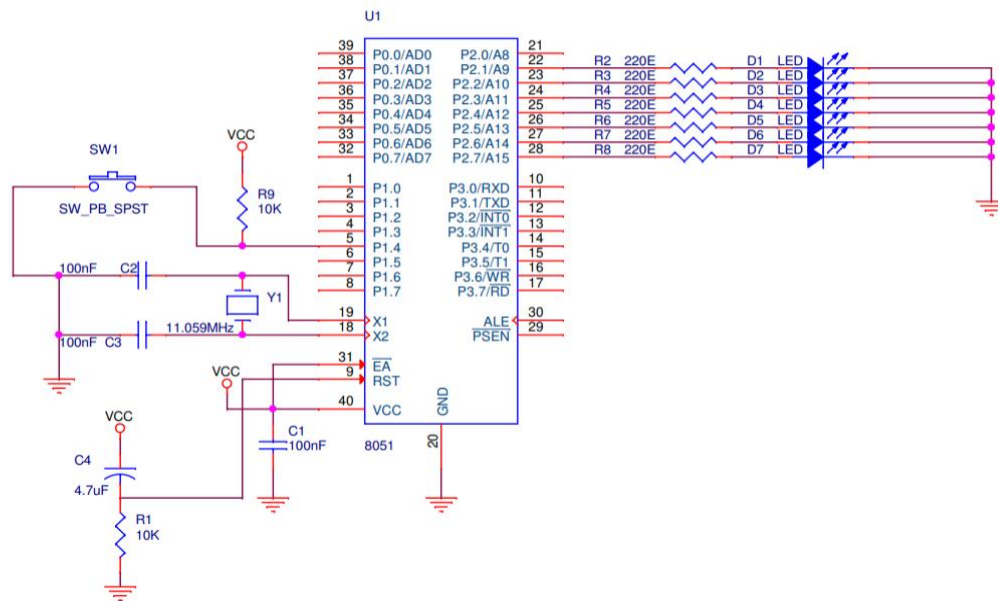 U1
39 P0.0/AD0 P2.0/A8 21
38 P0.1/AD1 P2.1/A9 22 R2 220E D1 LED
37 P0.2/AD2 P2.2/A10 23 R3 220E D2 LED
36 P0.3/AD3 P2.3/A11 24 R4 220E D3 LED
35 P0.4/AD4 P2.4/A12 25 R5 220E D4 LED
34 P0.5/AD5 P2.5/A13 26 R6 220E D5 LED
33 P0.6/AD6 P2.6/A14 27 R7 220E D6 LED
32 P0.7/AD7 P2.7/A15 28 R8 220E D7 LED
VCC
SW1
SW_PB_SPST
R9
10K
1 P1.0 P3.0/RXD 10
2 P1.1 P3.1/TXD 11
3 P1.2 P3.2/INT0 12
4 P1.3 P3.3/INT1 13
5 P1.4 P3.4/T0 14
6 P1.5 P3.5/T1 15
7 P1.6 P3.6/WR 16
8 P1.7 P3.7/RD 17
100nF C2
Y1
11.059MHz
100nF C3
19 X1 ALE 30
18 X2 PSEN 29
31 EA
9 RST
VCC
40 VCC
GND
20
8051
C1
100nF
VCC
C4
4.7uF
R1
10K